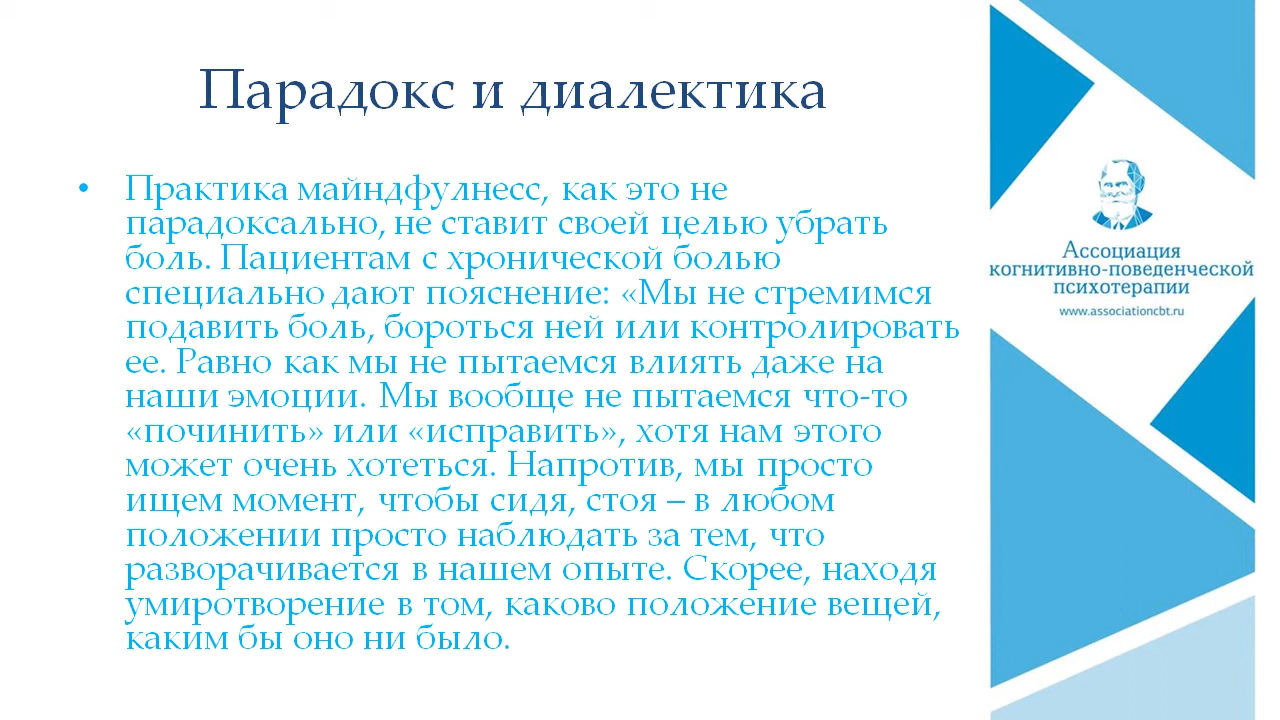 Парадокс и диалектика
• Практика майндфулнесс, как это не
парадоксально, не ставит своей целью убрать
боль. Пациентам с хронической болью
специально дают пояснение: «Мы не стремимся
подавить боль, бороться ней или контролировать
ее. Равно как мы не пытаемся влиять даже на
наши эмоции. Мы вообще не пытаемся что-то
«починить» или «исправить», хотя нам этого
может очень хотеться. Напротив, мы просто
ищем момент, чтобы сидя, стоя – в любом
положении просто наблюдать за тем, что
разворачивается в нашем опыте. Скорее, находя
умиротворение в том, каково положение вещей,
каким бы оно ни было.
Ассоциация
когнитивно-поведенческой
психотерапии
www.associationcbt.ru